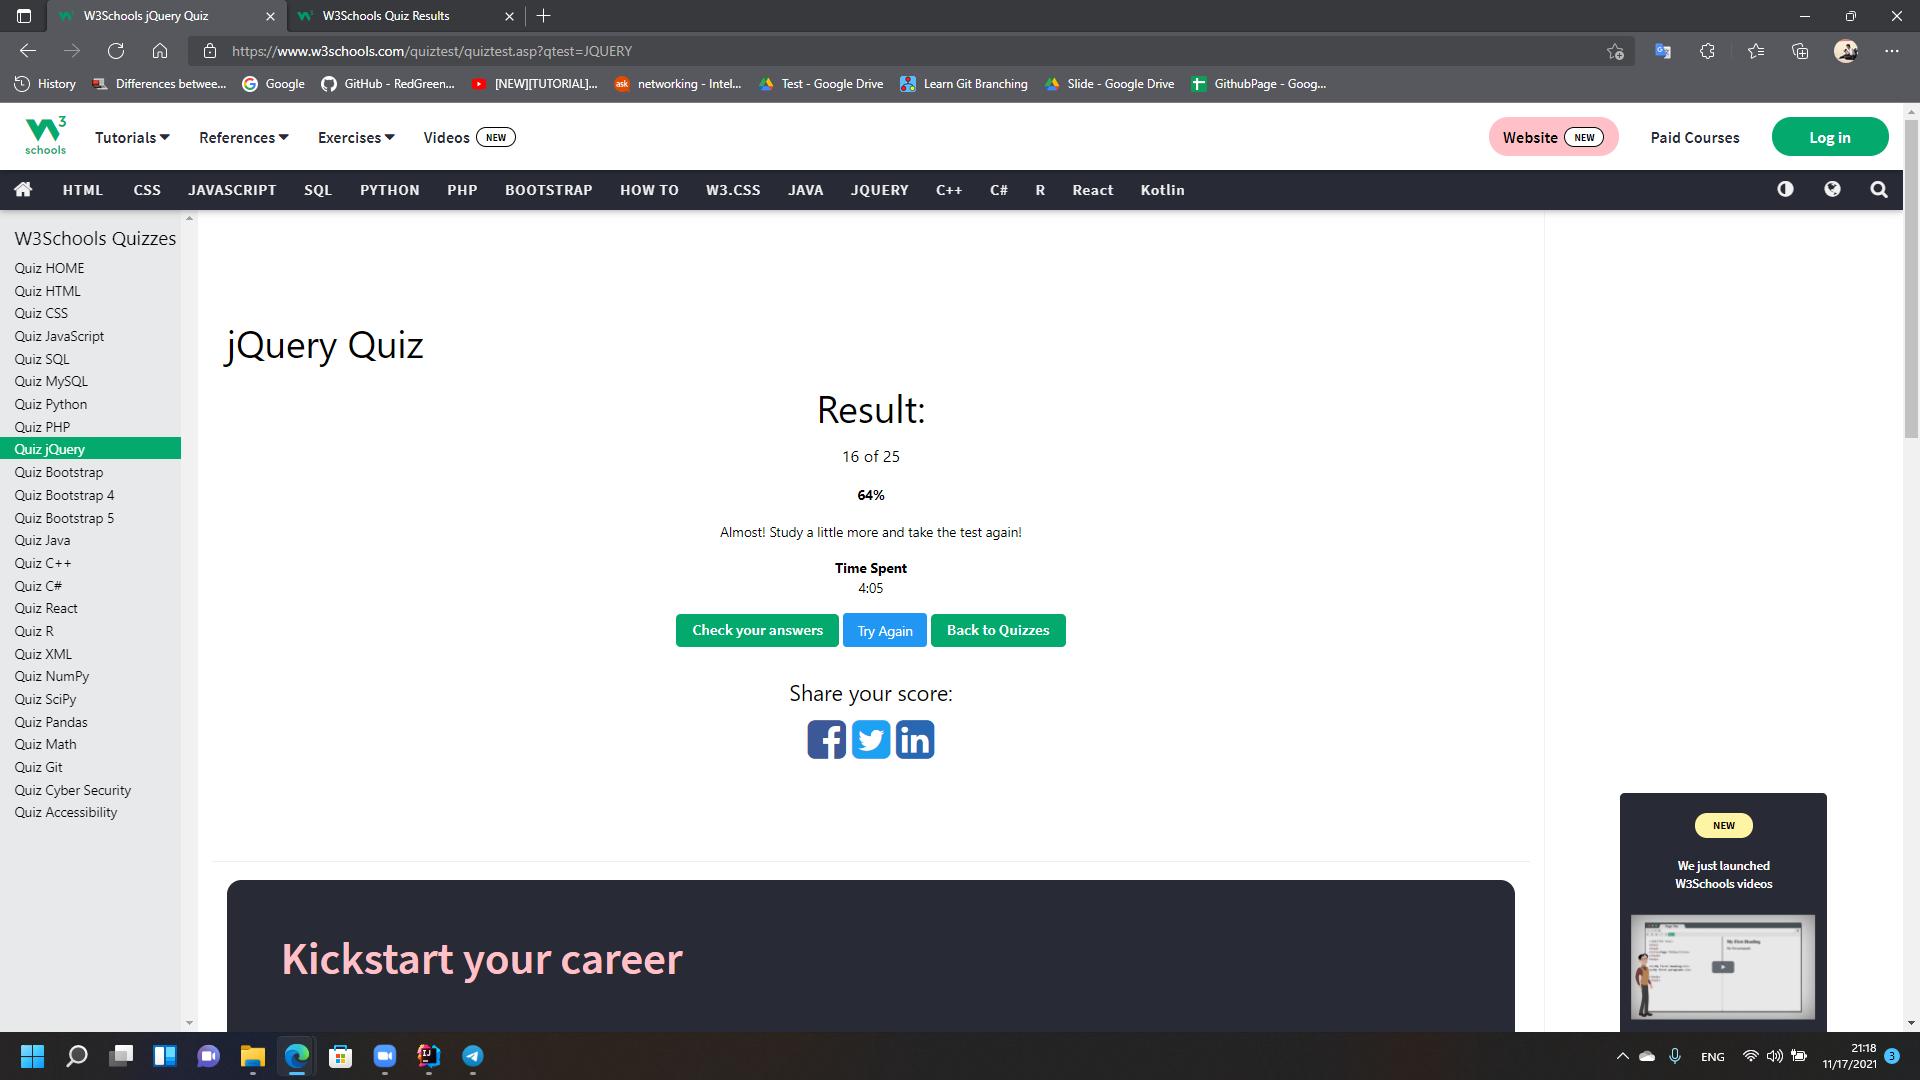 W3Schools jQuery Quiz
W3Schools Quiz Results
https://www.w3schools.com/quiztest/quiztest.asp?qtest=JQUERY
History
Differences betwee...
Google
GitHub - RedGreen...
[NEW][TUTORIAL]...
ask
networking - Intel...
Test - Google Drive
Learn Git Branching
Slide - Google Drive
GithubPage - Goog...
W3
schools
Tutorials
References
Exercises
Videos NEW
Website NEW
Paid Courses
Log in
HTML
CSS
JAVASCRIPT
SQL
PYTHON
PHP
BOOTSTRAP
HOW TO
W3.CSS
JAVA
JQUERY
C++
C#
R
React
Kotlin
W3Schools Quizzes
Quiz HOME
Quiz HTML
Quiz CSS
Quiz JavaScript
Quiz SQL
Quiz MySQL
Quiz Python
Quiz PHP
Quiz jQuery
Quiz Bootstrap
Quiz Bootstrap 4
Quiz Bootstrap 5
Quiz Java
Quiz C++
Quiz C#
Quiz React
Quiz R
Quiz XML
Quiz NumPy
Quiz SciPy
Quiz Pandas
Quiz Math
Quiz Git
Quiz Cyber Security
Quiz Accessibility
jQuery Quiz
Result:
16 of 25
64%
Almost! Study a little more and take the test again!
Time Spent
4:05
Check your answers
Try Again
Back to Quizzes
Share your score:
Kickstart your career
NEW
We just launched
W3Schools videos
My First Heading
ENG
21:18
11/17/2021
3